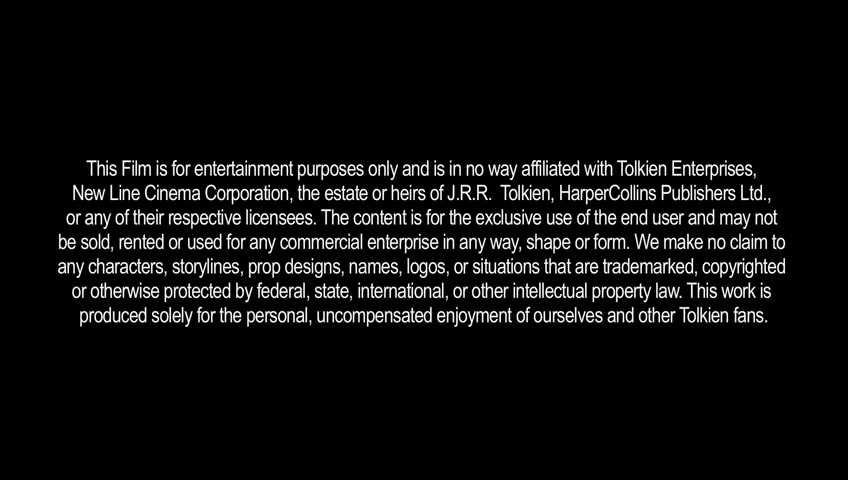 This Film is for entertainment purposes only and is in no way affiliated with Tolkien Enterprises,
New Line Cinema Corporation, the estate or heirs of J.R.R.  Tolkien, HarperCollins Publishers Ltd.,
or any of their respective licensees. The content is for the exclusive use of the end user and may not
be sold, rented or used for any commercial enterprise in any way, shape or form. We make no claim to
any characters, storylines, prop designs, names, logos, or situations that are trademarked, copyrighted
or otherwise protected by federal, state, international, or other intellectual property law. This work is
produced solely for the personal, uncompensated enjoyment of ourselves and other Tolkien fans.